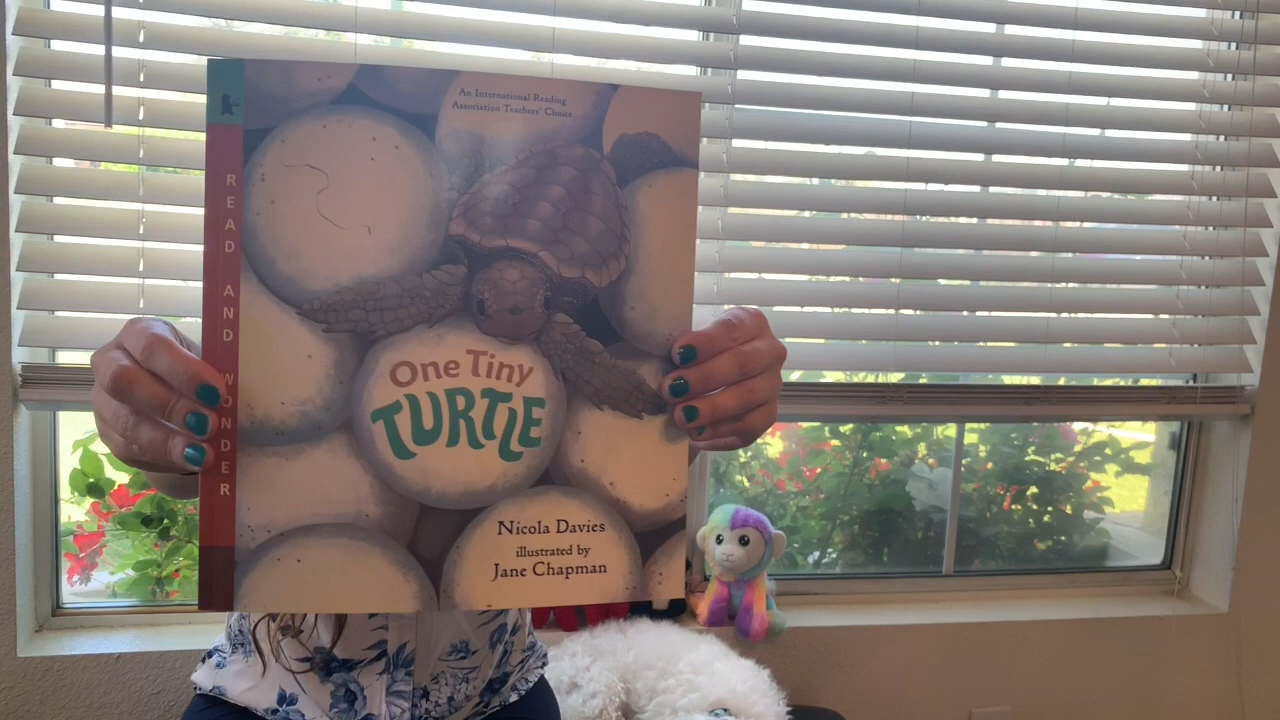 An International Reading
Association Teachers' Choice
READ AND WONDER
One Tiny
TURTLE
Nicola Davies
illustrated by
Jane Chapman